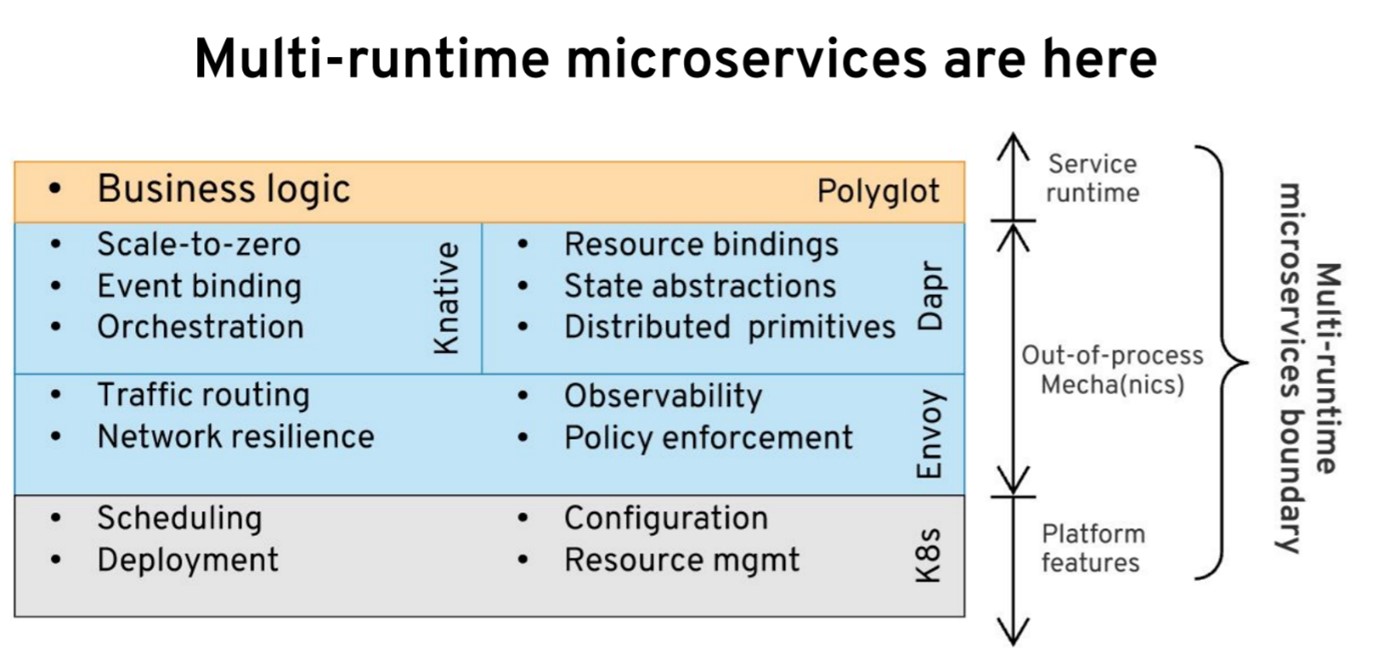 Multi-runtime microservices are here
• Business logic
Polyglot
• Scale-to-zero
• Event binding
• Orchestration
Knative
• Resource bindings
• State abstractions
• Distributed primitives
Dapr
• Traffic routing
• Network resilience
• Observability
• Policy enforcement
Envoy
• Scheduling
• Deployment
• Configuration
• Resource mgmt
K8s
Service
runtime
Out-of-process
Mecha(nics)
Platform
features
Multi-runtime
microservices boundary